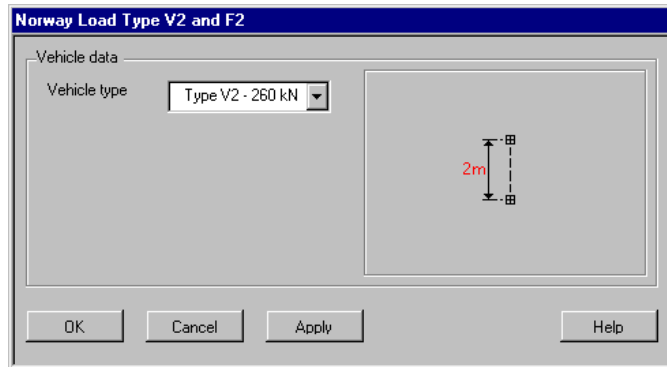 Norway Load Type V2 and F2
Vehicle data
Vehicle type
Type V2 - 260 kN
2m
OK
Cancel
Apply
Help